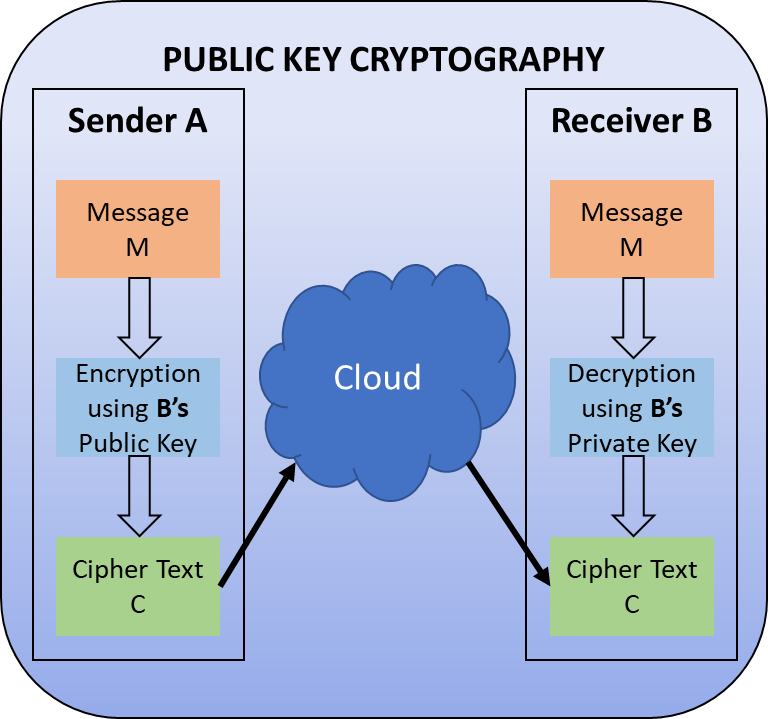 PUBLIC KEY CRYPTOGRAPHY
Sender A
Message
M
Encryption
using B's
Public Key
Cipher Text
C
Cloud
Receiver B
Message
M
Decryption
using B's
Private Key
Cipher Text
C